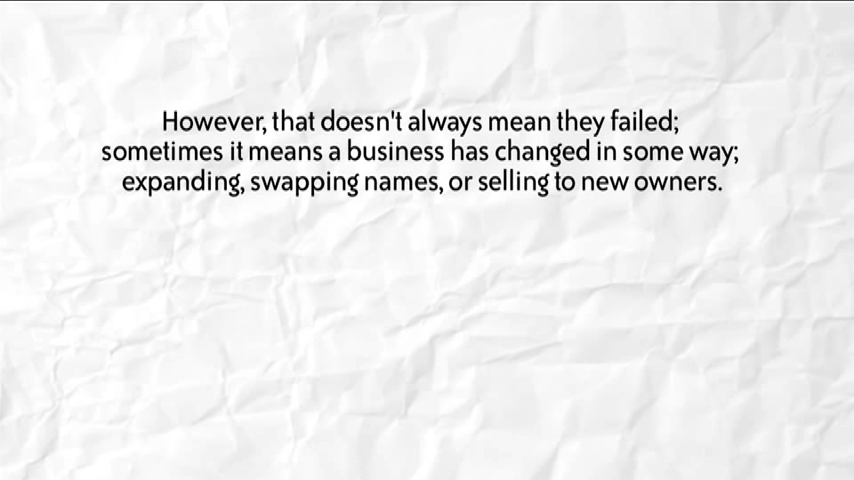 However, that doesn't always mean they failed;
sometimes it means a business has changed in some way;
expanding, swapping names, or selling to new owners.